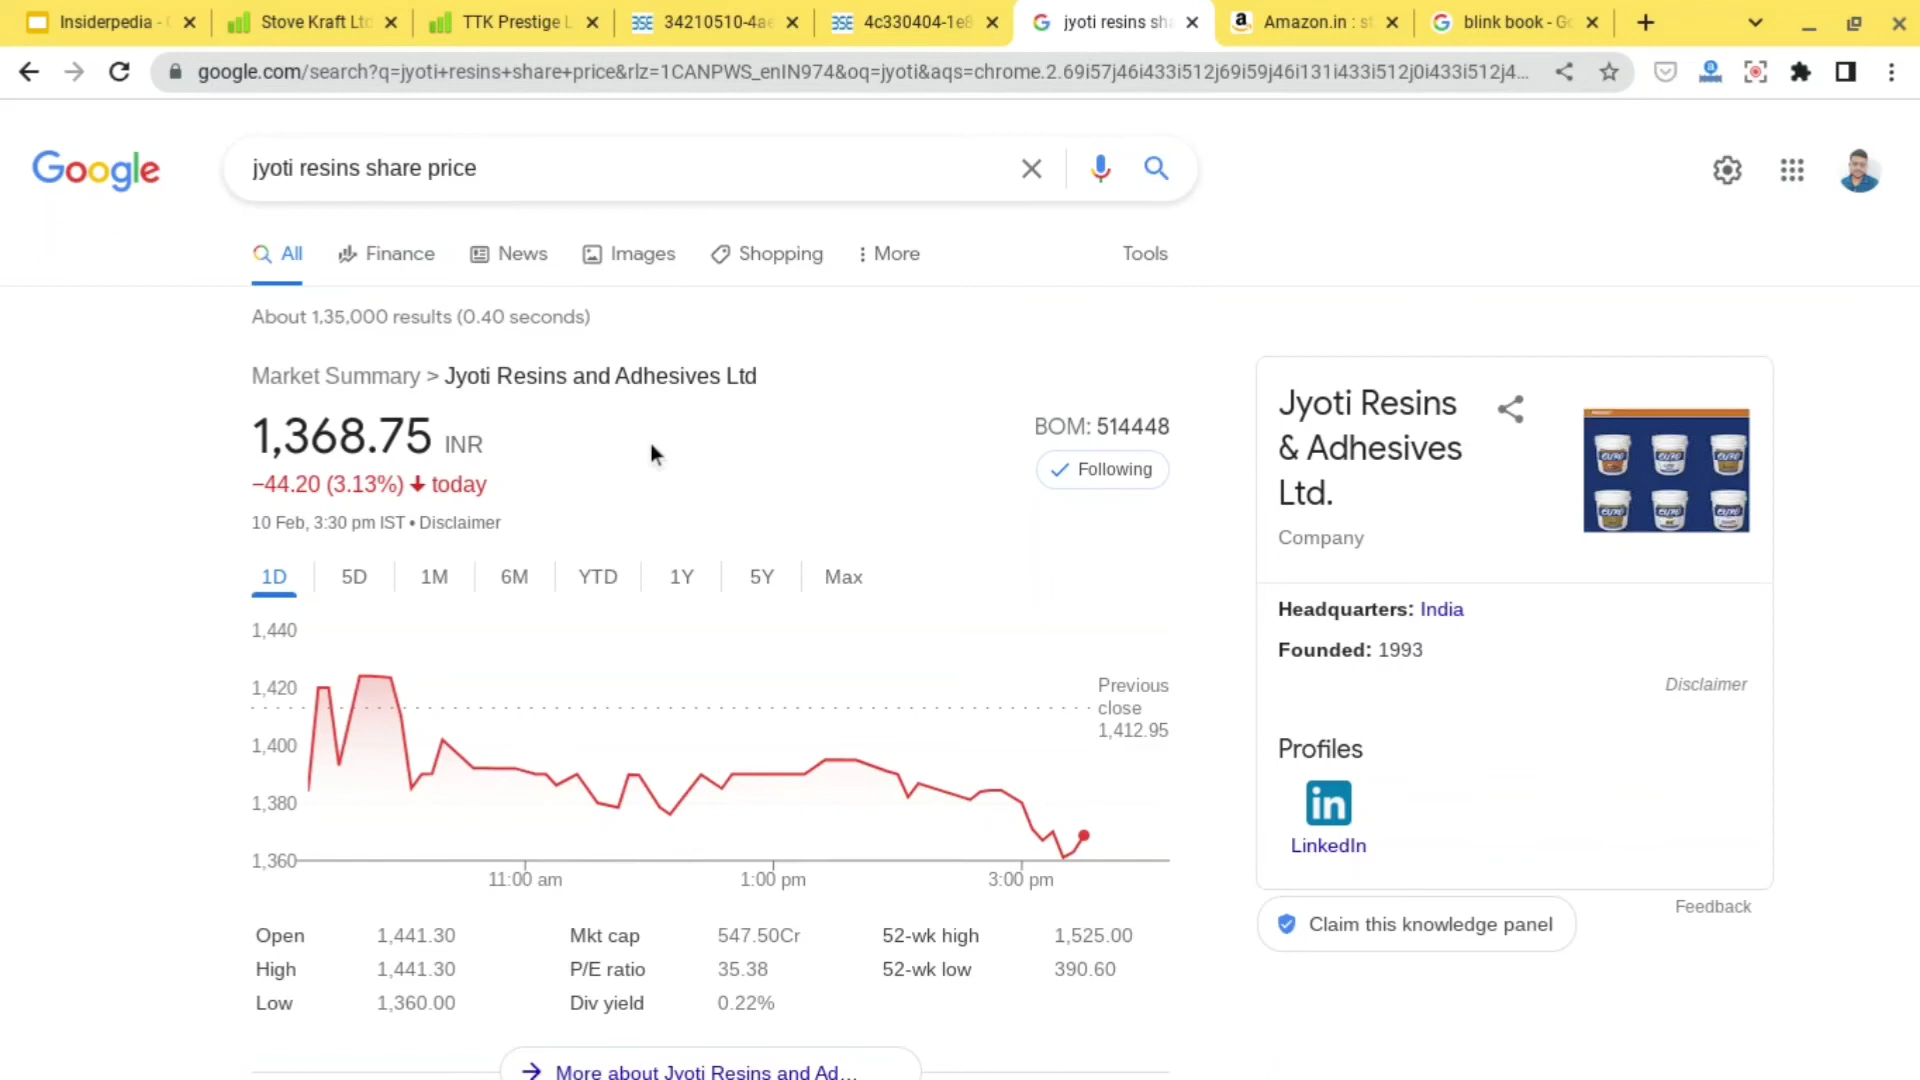 Insiderpedia -
Stove Kraft Ltd
TTK Prestige L
34210510-4ae
4c330404-1e8
jyoti resins sha
Amazon.in : st
blink book - Go
google.com/search?q=jyoti+resins+share+price&rlz=1CANPWS_enIN974&oq=jyoti&aqs=chrome.2.69i57j46i433i512j69i59j46i131i433i512j0i433i512j4...
Google
jyoti resins share price
All
Finance
News
Images
Shopping
More
Tools
About 1,35,000 results (0.40 seconds)
Market Summary > Jyoti Resins and Adhesives Ltd
1,368.75 INR
−44.20 (3.13%) today
10 Feb, 3:30 pm IST • Disclaimer
BOM: 514448
Following
1D
5D
1M
6M
YTD
1Y
5Y
Max
1,440
1,420
1,400
1,380
1,360
Previous
close
1,412.95
11:00 am
1:00 pm
3:00 pm
Open 1,441.30 Mkt cap 547.50Cr 52-wk high 1,525.00
High 1,441.30 P/E ratio 35.38 52-wk low 390.60
Low 1,360.00 Div yield 0.22%
More about Jyoti Resins and Ad...
Jyoti Resins
& Adhesives
Ltd.
Company
Headquarters: India
Founded: 1993
Disclaimer
Profiles
in
LinkedIn
Feedback
Claim this knowledge panel